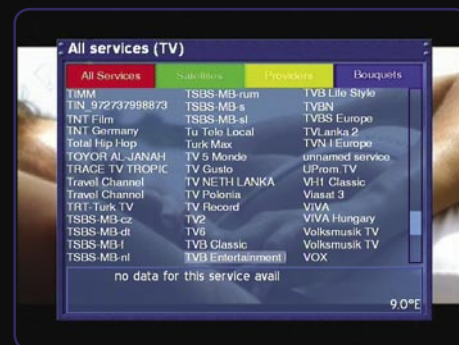 All services (TV)
All Services Satellites Providers Bouquets
TIMM TSBS-MB-rum TVB Life Style
TIN_972737998873 TSBS-MB-s TVBN
TNT Film TSBS-MB-sl TVBS Europe
TNT Germany Tu Tele Local TVLanka 2
Total Hip Hop Turk Max TVN I Europe
TOYOR AL-JANAH TV 5 Monde unnamed service
TRACE TV TROPIC TV Gusto UProm TV
Travel Channel TV NETH LANKA VH1 Classic
Travel Channel TV Polonia Viasat 3
TRT-Turk TV TV Record VIVA
TSBS-MB-cz TV2 VIVA Hungary
TSBS-MB-dt TV6 Volksmusik TV
TSBS-MB-f TVB Classic Volksmusik TV
TSBS-MB-nl TVB Entertainment VOX
no data for this service avail
9.0°E